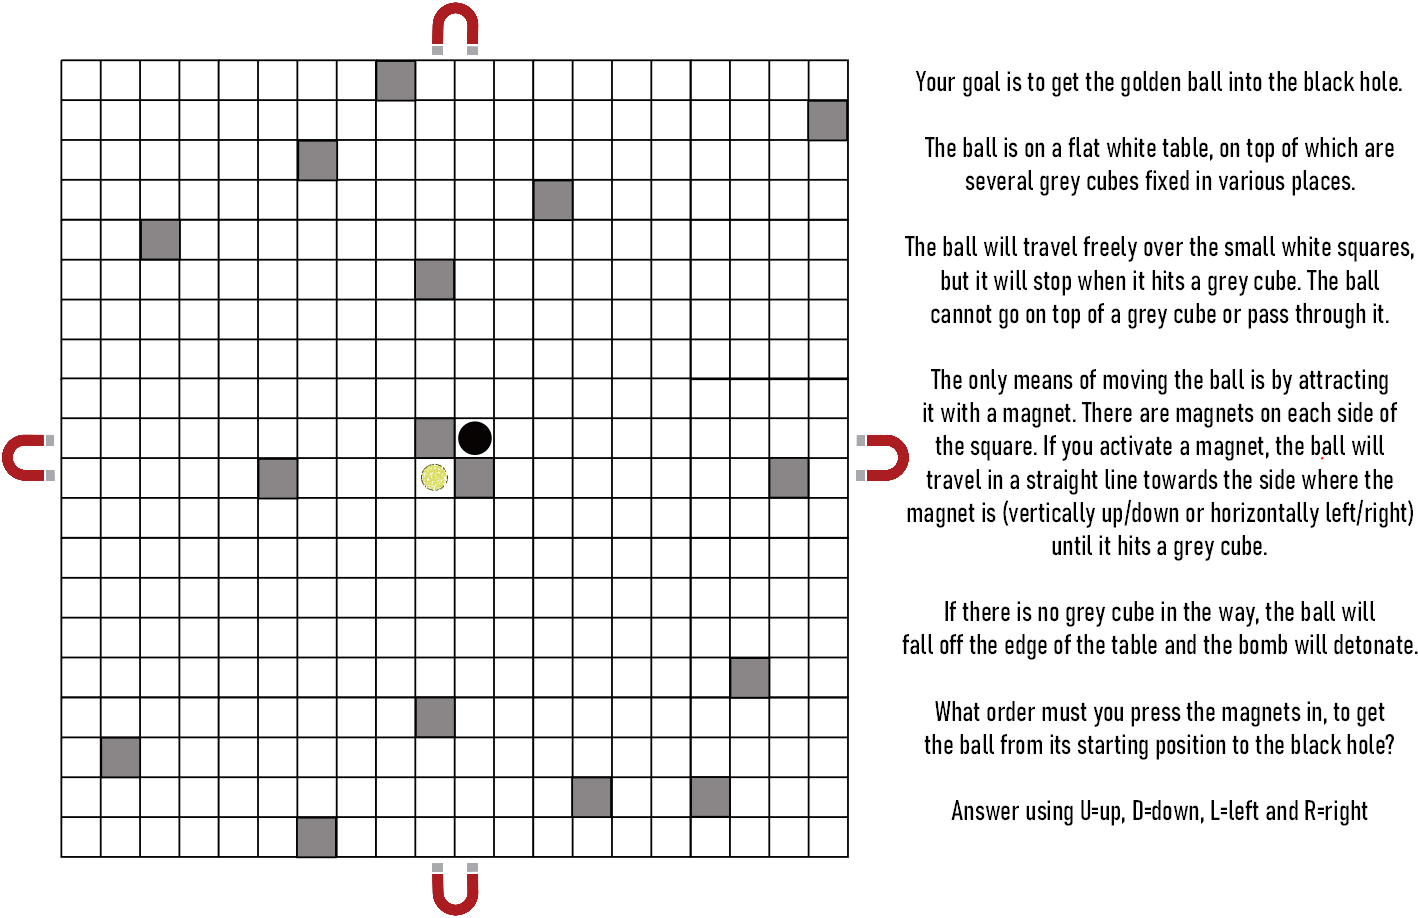 Your goal is to get the golden ball into the black hole.
The ball is on a flat white table, on top of which are
several grey cubes fixed in various places.
The ball will travel freely over the small white squares,
but it will stop when it hits a grey cube. The ball
cannot go on top of a grey cube or pass through it.
The only means of moving the ball is by attracting
it with a magnet. There are magnets on each side of
the square. If you activate a magnet, the ball will
travel in a straight line towards the side where the
magnet is (vertically up/down or horizontally left/right)
until it hits a grey cube.
If there is no grey cube in the way, the ball will
fall off the edge of the table and the bomb will detonate.
What order must you press the magnets in, to get
the ball from its starting position to the black hole?
Answer using U=up, D=down, L=left and R=right